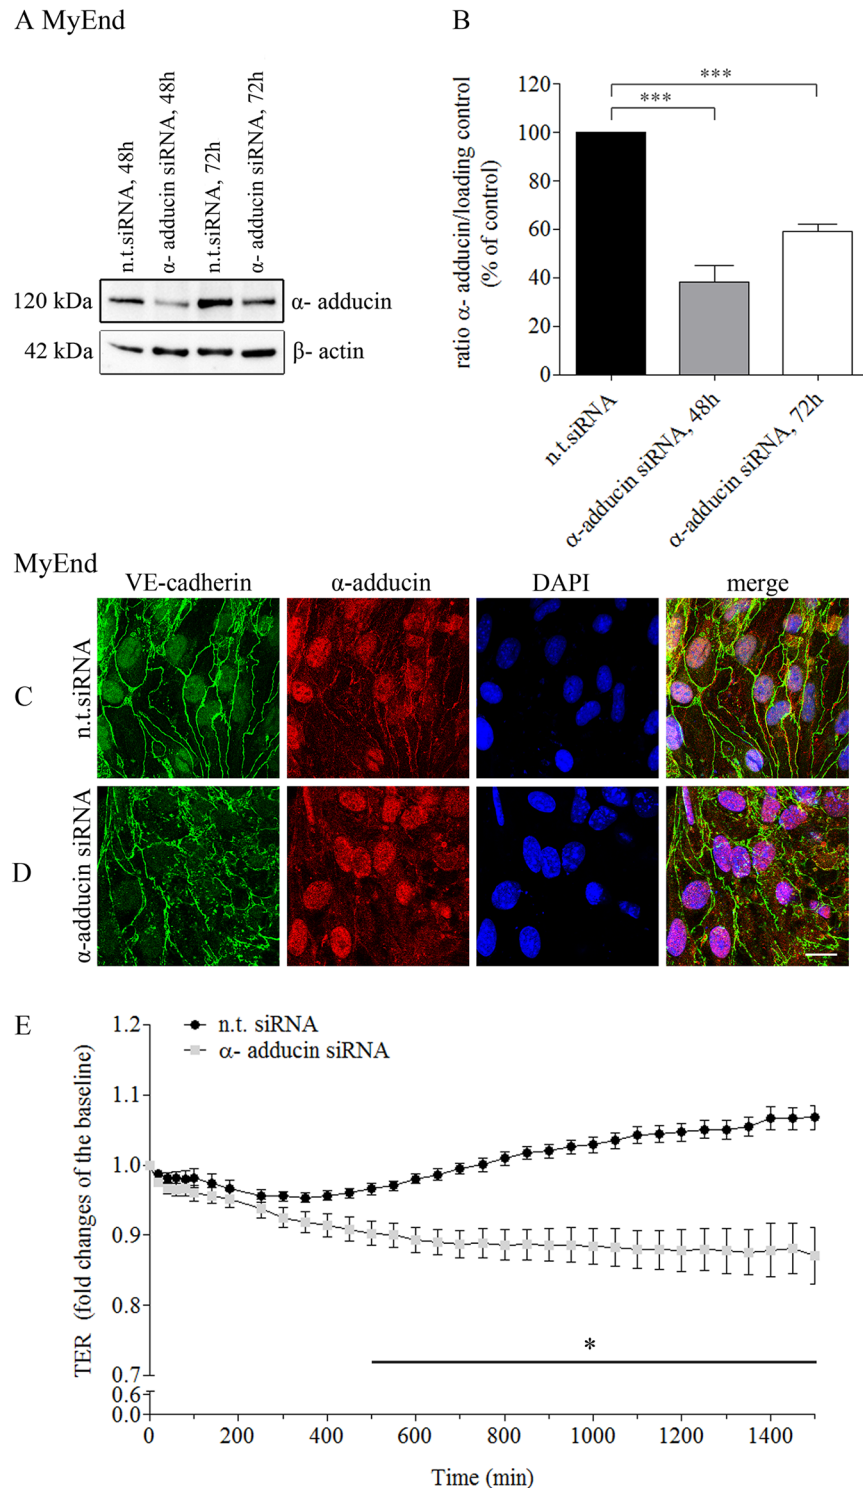 A MyEnd
n.t.siRNA, 48h
α- adducin siRNA, 48h
n.t.siRNA, 72h
α- adducin siRNA, 72h
120 kDa
α- adducin
42 kDa
β- actin
B
ratio α- adducin/loading control
(% of control)
120
100
80
60
40
20
0
***
***
n.t.siRNA
α-adducin siRNA, 48h
α-adducin siRNA, 72h
MyEnd
VE-cadherin
α-adducin
DAPI
merge
C
n.t.siRNA
D
α-adducin siRNA
E
n.t. siRNA
α- adducin siRNA
TER (fold changes of the baseline)
1.2
1.1
1.0
0.9
0.8
0.7
0.6
0.0
*
0 200 400 600 800 1000 1200 1400
Time (min)